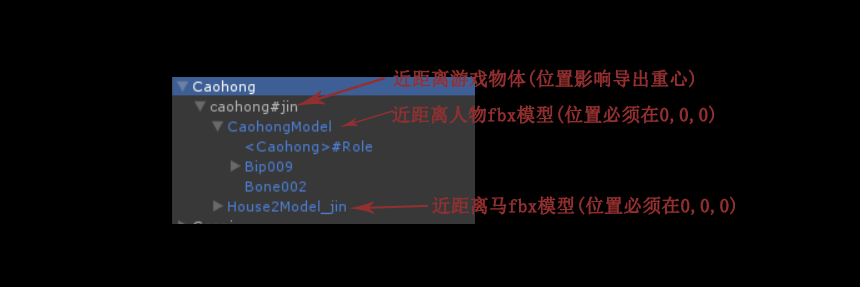 Caohong
近距离游戏物体(位置影响导出重心)
caohong#jin
CaohongModel
近距离人物fbx模型(位置必须在0,0,0)
<Caohong>#Role
Bip009
Bone002
House2Model_jin
近距离马fbx模型(位置必须在0,0,0)